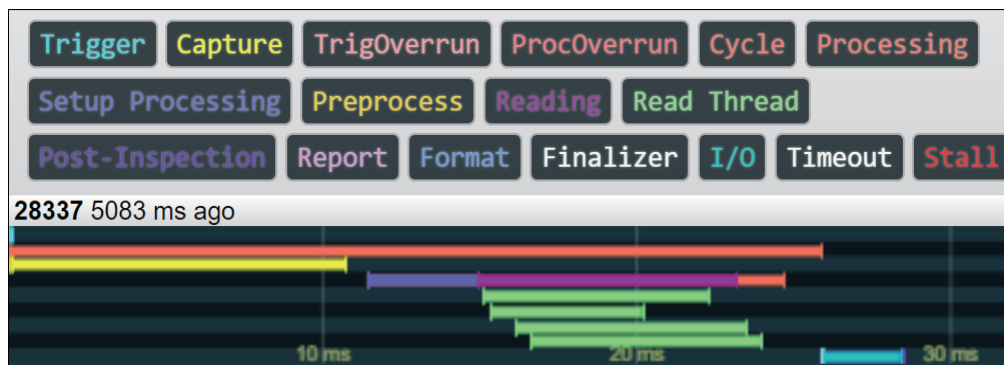 Trigger Capture TrigOverrun ProcOverrun Cycle Processing
Setup Processing Preprocess Reading Read Thread
Post-Inspection Report Format Finalizer I/O Timeout Stall
28337 5083 ms ago
10 ms 20 ms 30 ms